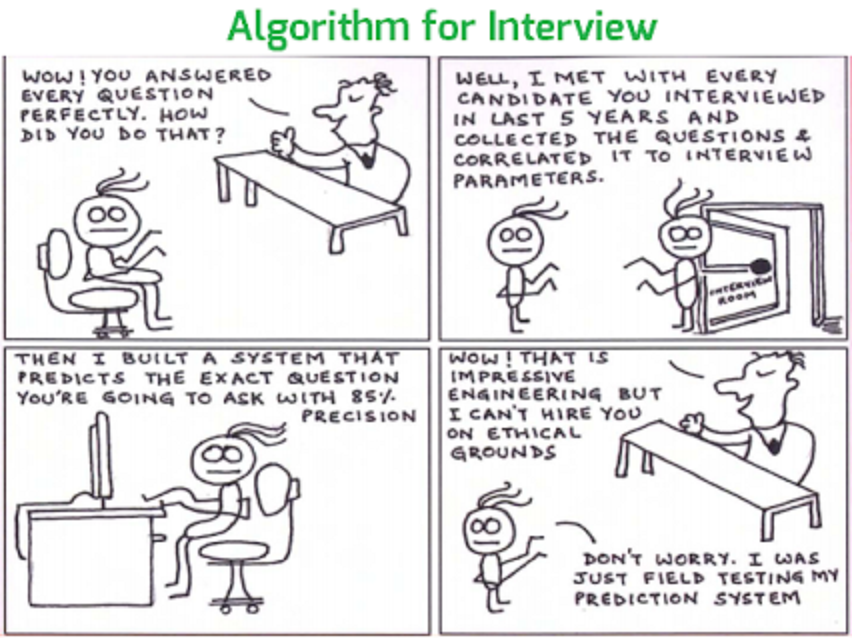 Algorithm for Interview
WOW! YOU ANSWERED
EVERY QUESTION
PERFECTLY. HOW
DID YOU DO THAT?
WELL, I MET WITH EVERY
CANDIDATE YOU INTERVIEWED
IN LAST 5 YEARS AND
COLLECTED THE QUESTIONS &
CORRELATED IT TO INTERVIEW
PARAMETERS.
INTERVIEW
ROOM
THEN I BUILT A SYSTEM THAT
PREDICTS THE EXACT QUESTION
YOU'RE GOING TO ASK WITH 85%
PRECISION
WOW! THAT IS
IMPRESSIVE
ENGINEERING BUT
I CAN'T HIRE YOU
ON ETHICAL
GROUNDS
DON'T WORRY. I WAS
JUST FIELD TESTING MY
PREDICTION SYSTEM